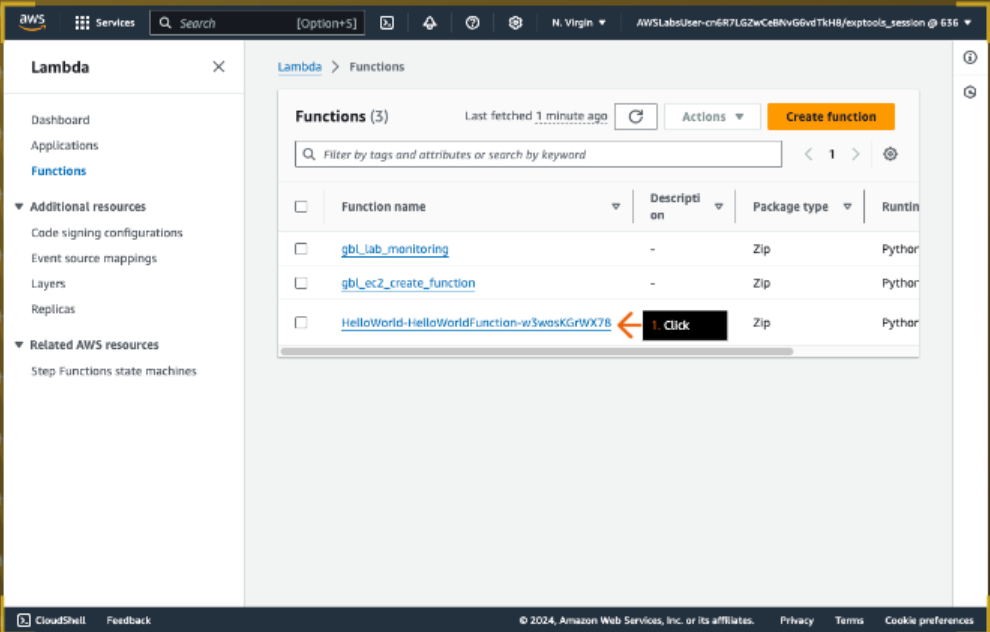 aws Services Search [Option+S] N. Virgin AWSLabsUser-cn6R7LGZwCeBNvG6vdTkH8/exptools_session @ 636
Lambda
Lambda > Functions
Dashboard
Applications
Functions
Additional resources
Code signing configurations
Event source mappings
Layers
Replicas
Related AWS resources
Step Functions state machines
Functions (3) Last fetched 1 minute ago Actions Create function
Filter by tags and attributes or search by keyword 1
Function name Descripti
on Package type Runtin
gbl_lab_monitoring - Zip Python
gbl_ec2_create_function - Zip Python
HelloWorld-HelloWorldFunction-w3wosKGrWX78 1. Click Zip Python
CloudShell Feedback © 2024, Amazon Web Services, Inc. or its affiliates. Privacy Terms Cookie preferences